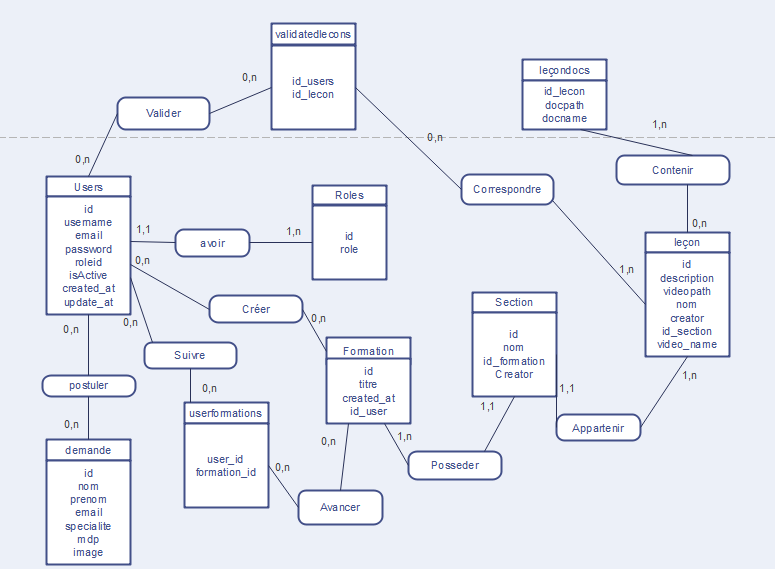 validatedlecons
id_users
id_lecon
0,n
Valider
0,n
leçondocs
id_lecon
docpath
docname
1,n
Contenir
0,n
0,n
Correspondre
1,n
Users
id
username
email
password
roleid
isActive
created_at
update_at
1,1
avoir
1,n
Roles
id
role
leçon
id
description
videopath
nom
creator
id_section
video_name
0,n
Créer
0,n
0,n
Suivre
0,n
0,n
postuler
0,n
Formation
id
titre
created_at
id_user
Section
id
nom
id_formation
Creator
1,1
1,1
1,n
Appartenir
userformations
user_id
formation_id
0,n
0,n
Avancer
1,n
Posseder
demande
id
nom
prenom
email
specialite
mdp
image